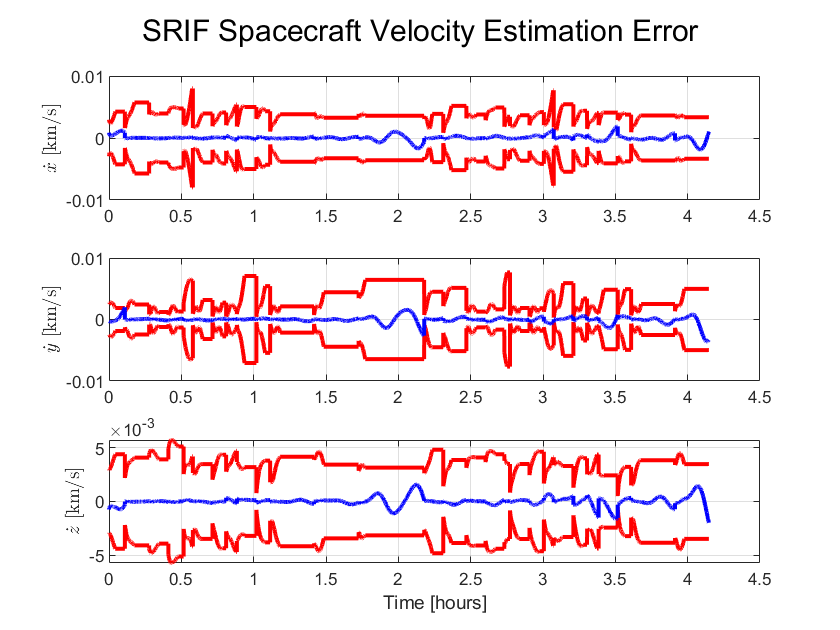 SRIF Spacecraft Velocity Estimation Error
0.01
0
-0.01
ẋ [km/s]
0 0.5 1 1.5 2 2.5 3 3.5 4 4.5
0.01
0
-0.01
ẏ [km/s]
0 0.5 1 1.5 2 2.5 3 3.5 4 4.5
×10⁻³
5
0
-5
ż [km/s]
0 0.5 1 1.5 2 2.5 3 3.5 4 4.5
Time [hours]